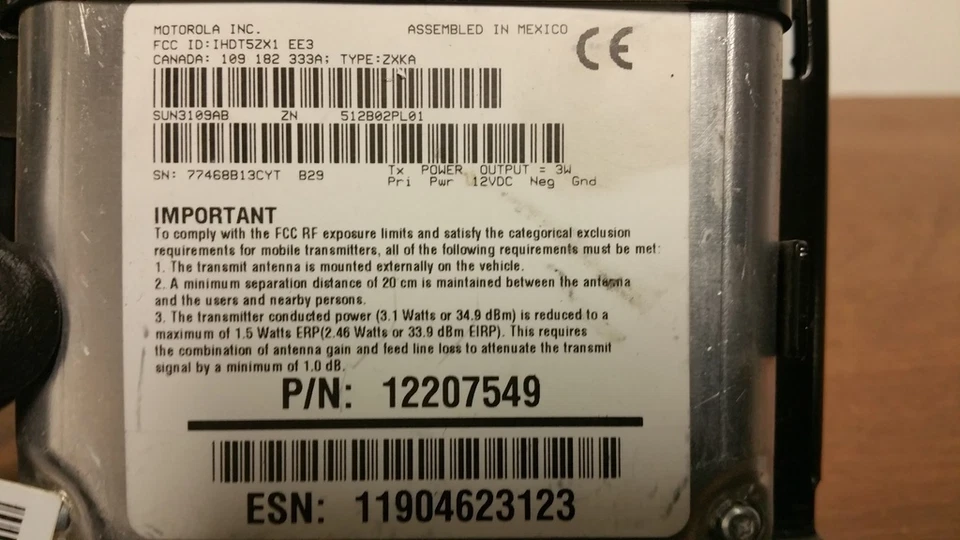 MOTOROLA INC. ASSEMBLED IN MEXICO CE
FCC ID:IHDT5ZX1 EE3
CANADA: 109 182 333A; TYPE:ZXKA
SUN3109AB ZN 512B02PL01
SN: 77468B13CYT B29 Tx POWER OUTPUT = 3W
Pri Pwr 12VDC Neg Gnd
IMPORTANT
To comply with the FCC RF exposure limits and satisfy the categorical exclusion
requirements for mobile transmitters, all of the following requirements must be met:
1. The transmit antenna is mounted externally on the vehicle.
2. A minimum separation distance of 20 cm is maintained between the antenna
and the users and nearby persons.
3. The transmitter conducted power (3.1 Watts or 34.9 dBm) is reduced to a
maximum of 1.5 Watts ERP(2.46 Watts or 33.9 dBm EIRP). This requires
the combination of antenna gain and feed line loss to attenuate the transmit
signal by a minimum of 1.0 dB.
P/N: 12207549
ESN: 11904623123